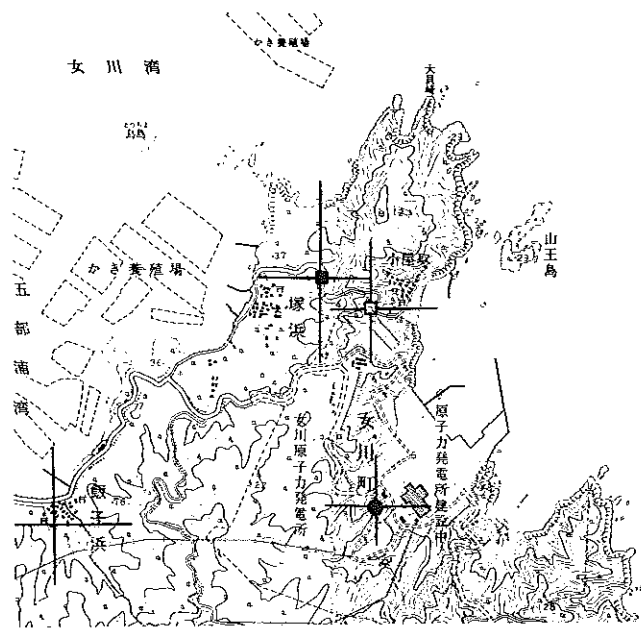 かき養殖場
女川湾
大貝崎
山王島
小屋取
かき養殖場
塚浜
五部浦湾
女川町
女川原子力発電所
原子力発電所建設中
飯子浜